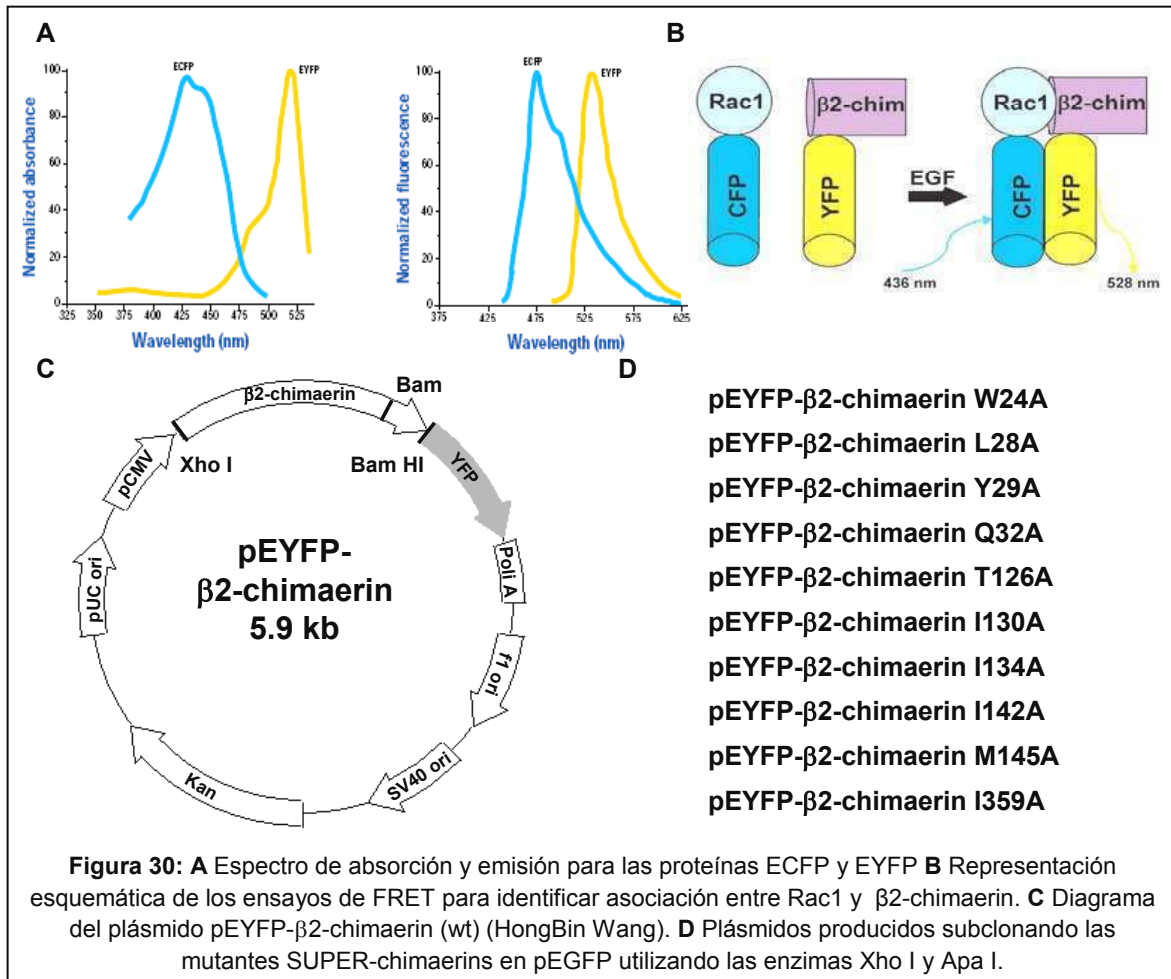 A
B
ECFP
EYFP
Normalized absorbance
100
80
60
40
20
0
325 350 375 400 425 450 475 500 525
Wavelength (nm)
ECFP
EYFP
Normalized fluorescence
100
80
60
40
20
0
375 425 475 525 575 625
Wavelength (nm)
Rac1
β2-chim
CFP
YFP
EGF
Rac1
β2-chim
CFP
YFP
436 nm
528 nm
C
D
β2-chimaerin
Bam
Xho I
Bam HI
YFP
pCMV
Poli A
pUC ori
f1 ori
SV40 ori
Kan
pEYFP-
β2-chimaerin
5.9 kb
pEYFP-β2-chimaerin W24A
pEYFP-β2-chimaerin L28A
pEYFP-β2-chimaerin Y29A
pEYFP-β2-chimaerin Q32A
pEYFP-β2-chimaerin T126A
pEYFP-β2-chimaerin I130A
pEYFP-β2-chimaerin I134A
pEYFP-β2-chimaerin I142A
pEYFP-β2-chimaerin M145A
pEYFP-β2-chimaerin I359A
Figura 30: A Espectro de absorción y emisión para las proteínas ECFP y EYFP B Representación
esquemática de los ensayos de FRET para identificar asociación entre Rac1 y β2-chimaerin. C Diagrama
del plásmido pEYFP-β2-chimaerin (wt) (HongBin Wang). D Plásmidos producidos subclonando las
mutantes SUPER-chimaerins en pEGFP utilizando las enzimas Xho I y Apa I.